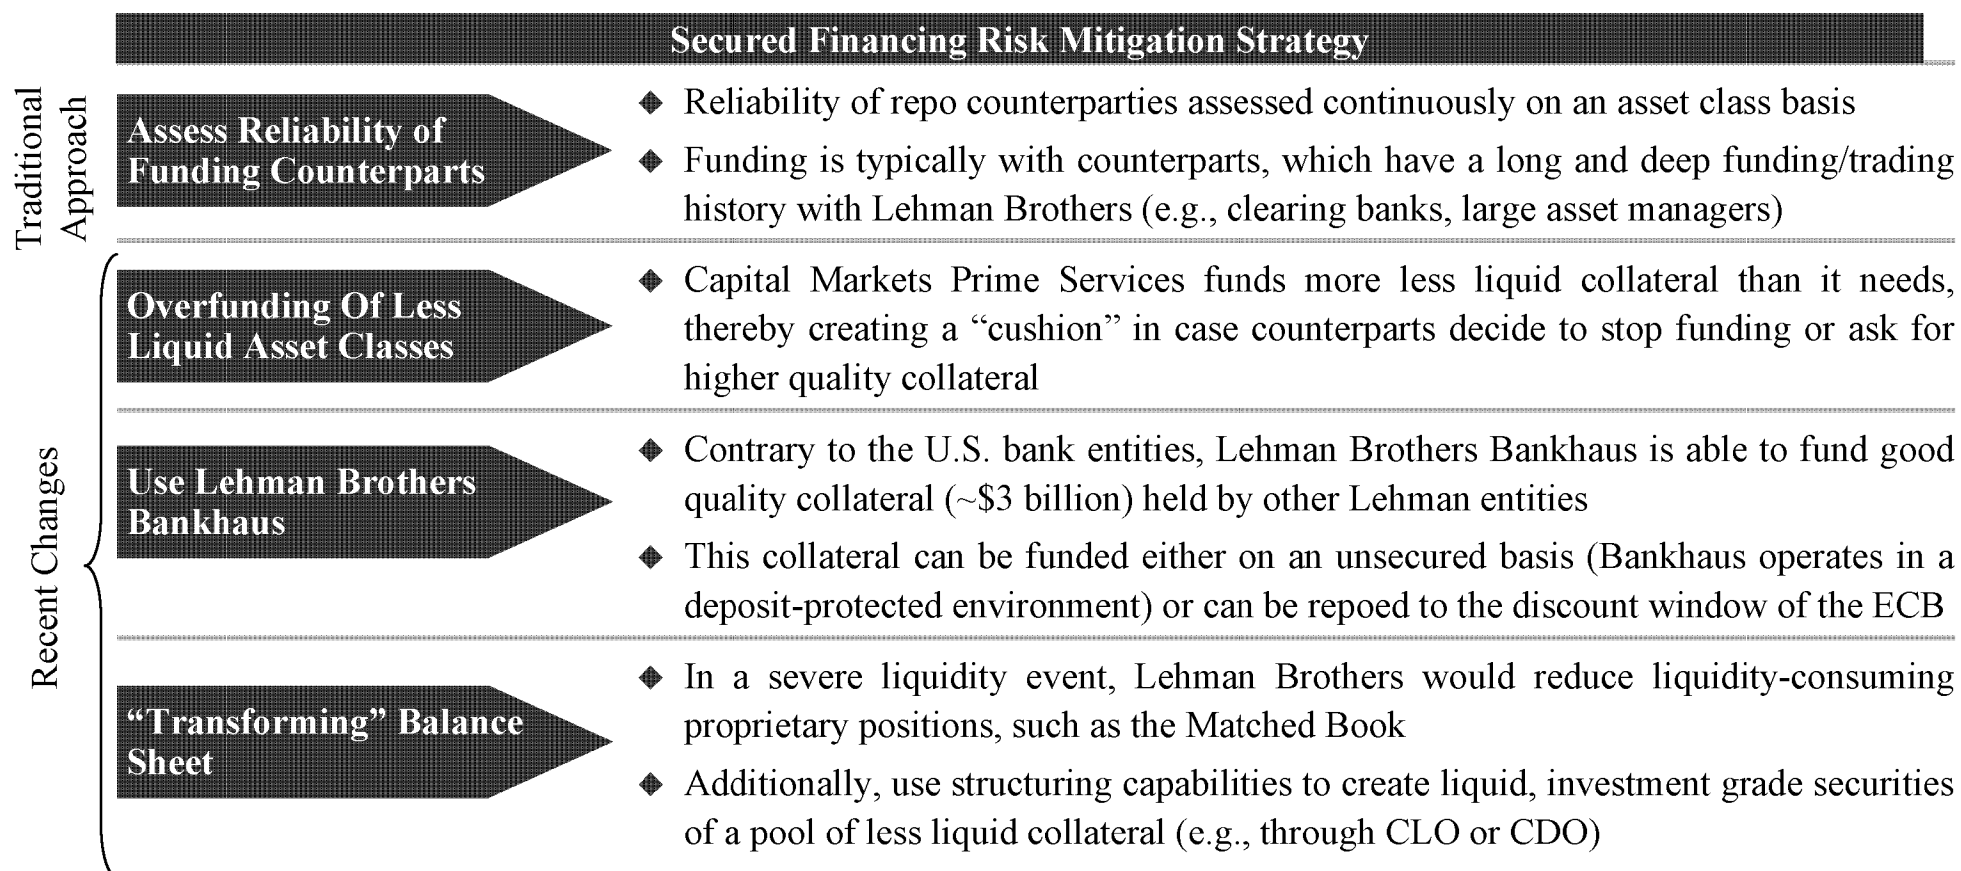 Secured Financing Risk Mitigation Strategy
Traditional
Approach
Assess Reliability of
Funding Counterparts
◆ Reliability of repo counterparties assessed continuously on an asset class basis
◆ Funding is typically with counterparts, which have a long and deep funding/trading
history with Lehman Brothers (e.g., clearing banks, large asset managers)
Recent Changes
Overfunding Of Less
Liquid Asset Classes
◆ Capital Markets Prime Services funds more less liquid collateral than it needs,
thereby creating a “cushion” in case counterparts decide to stop funding or ask for
higher quality collateral
Use Lehman Brothers
Bankhaus
◆ Contrary to the U.S. bank entities, Lehman Brothers Bankhaus is able to fund good
quality collateral (~$3 billion) held by other Lehman entities
◆ This collateral can be funded either on an unsecured basis (Bankhaus operates in a
deposit-protected environment) or can be repoed to the discount window of the ECB
“Transforming” Balance
Sheet
◆ In a severe liquidity event, Lehman Brothers would reduce liquidity-consuming
proprietary positions, such as the Matched Book
◆ Additionally, use structuring capabilities to create liquid, investment grade securities
of a pool of less liquid collateral (e.g., through CLO or CDO)